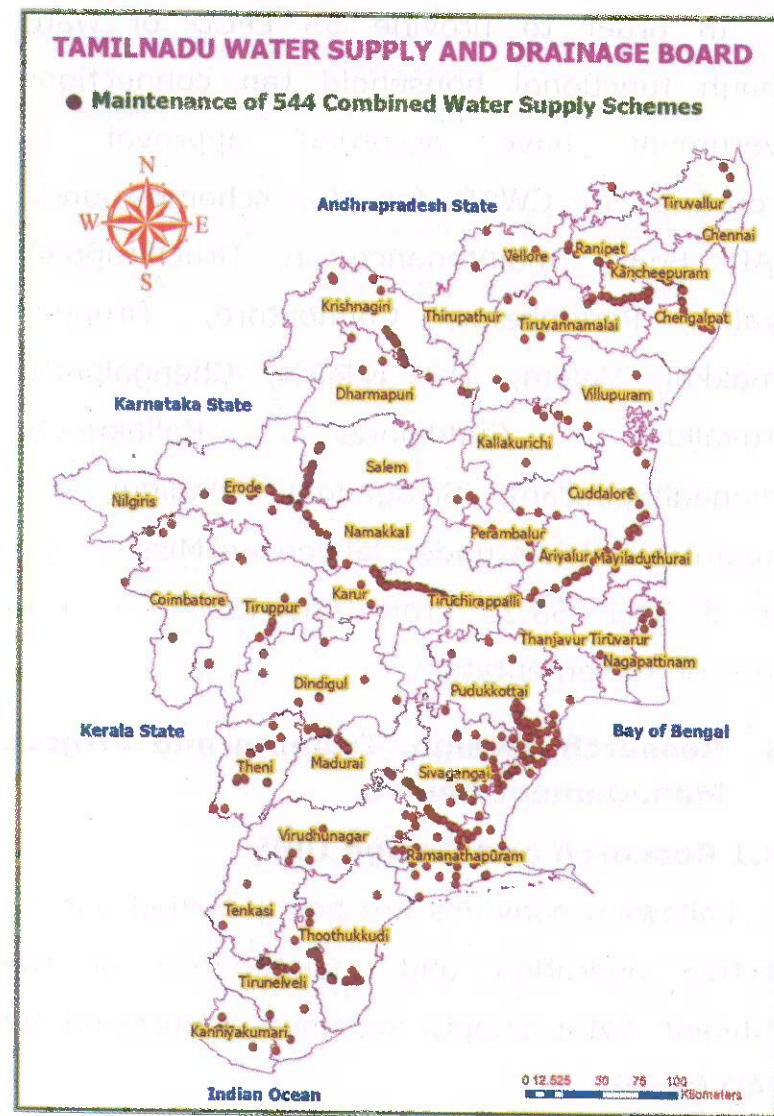 TAMILNADU WATER SUPPLY AND DRAINAGE BOARD
Maintenance of 544 Combined Water Supply Schemes
N
W E
S
Andhrapradesh State
Tiruvallur
Chennai
Vellore
Ranipet
Kancheepuram
Krishnagiri
Thirupathur
Tiruvannamalai
Chengalpat
Dharmapuri
Villupuram
Karnataka State
Kallakurichi
Salem
Erode
Nilgiris
Cuddalore
Namakkal
Perambalur
Ariyalur
Mayiladuthurai
Coimbatore
Tiruppur
Karur
Tiruchirappalli
Thanjavur
Tiruvarur
Nagapattinam
Dindigul
Pudukkottai
Kerala State
Bay of Bengal
Theni
Madurai
Sivagangai
Virudhunagar
Ramanathapuram
Tenkasi
Thoothukkudi
Tirunelveli
Kanniyakumari
Indian Ocean
0 12.525 50 75 100
Kilometers